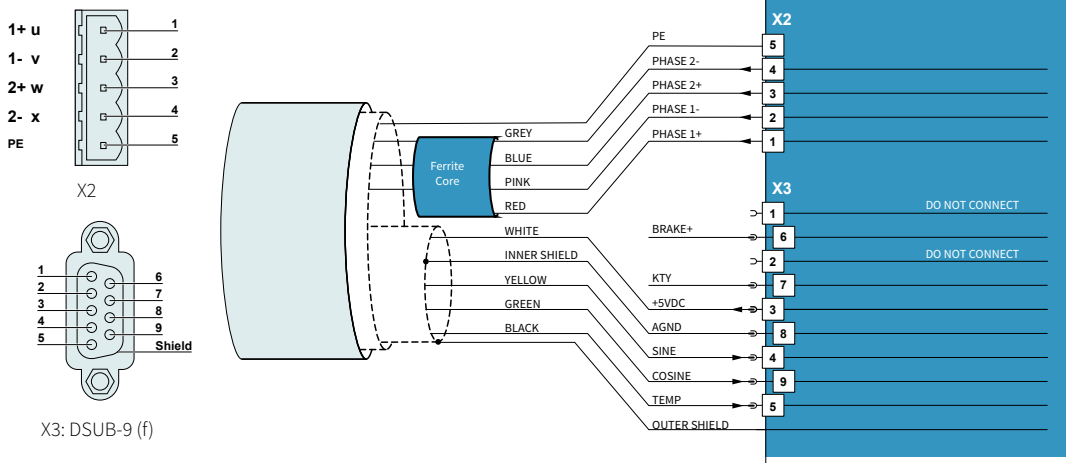 1+ u
1
1- v
2
2+ w
3
2- x
4
PE
5
X2
1
2
3
4
5
6
7
8
9
Shield
X3: DSUB-9 (f)
Ferrite
Core
GREY
BLUE
PINK
RED
WHITE
INNER SHIELD
YELLOW
GREEN
BLACK
X2
PE
5
PHASE 2-
4
PHASE 2+
3
PHASE 1-
2
PHASE 1+
1
X3
1
DO NOT CONNECT
BRAKE+
6
2
DO NOT CONNECT
KTY
7
+5VDC
3
AGND
8
SINE
4
COSINE
9
TEMP
5
OUTER SHIELD